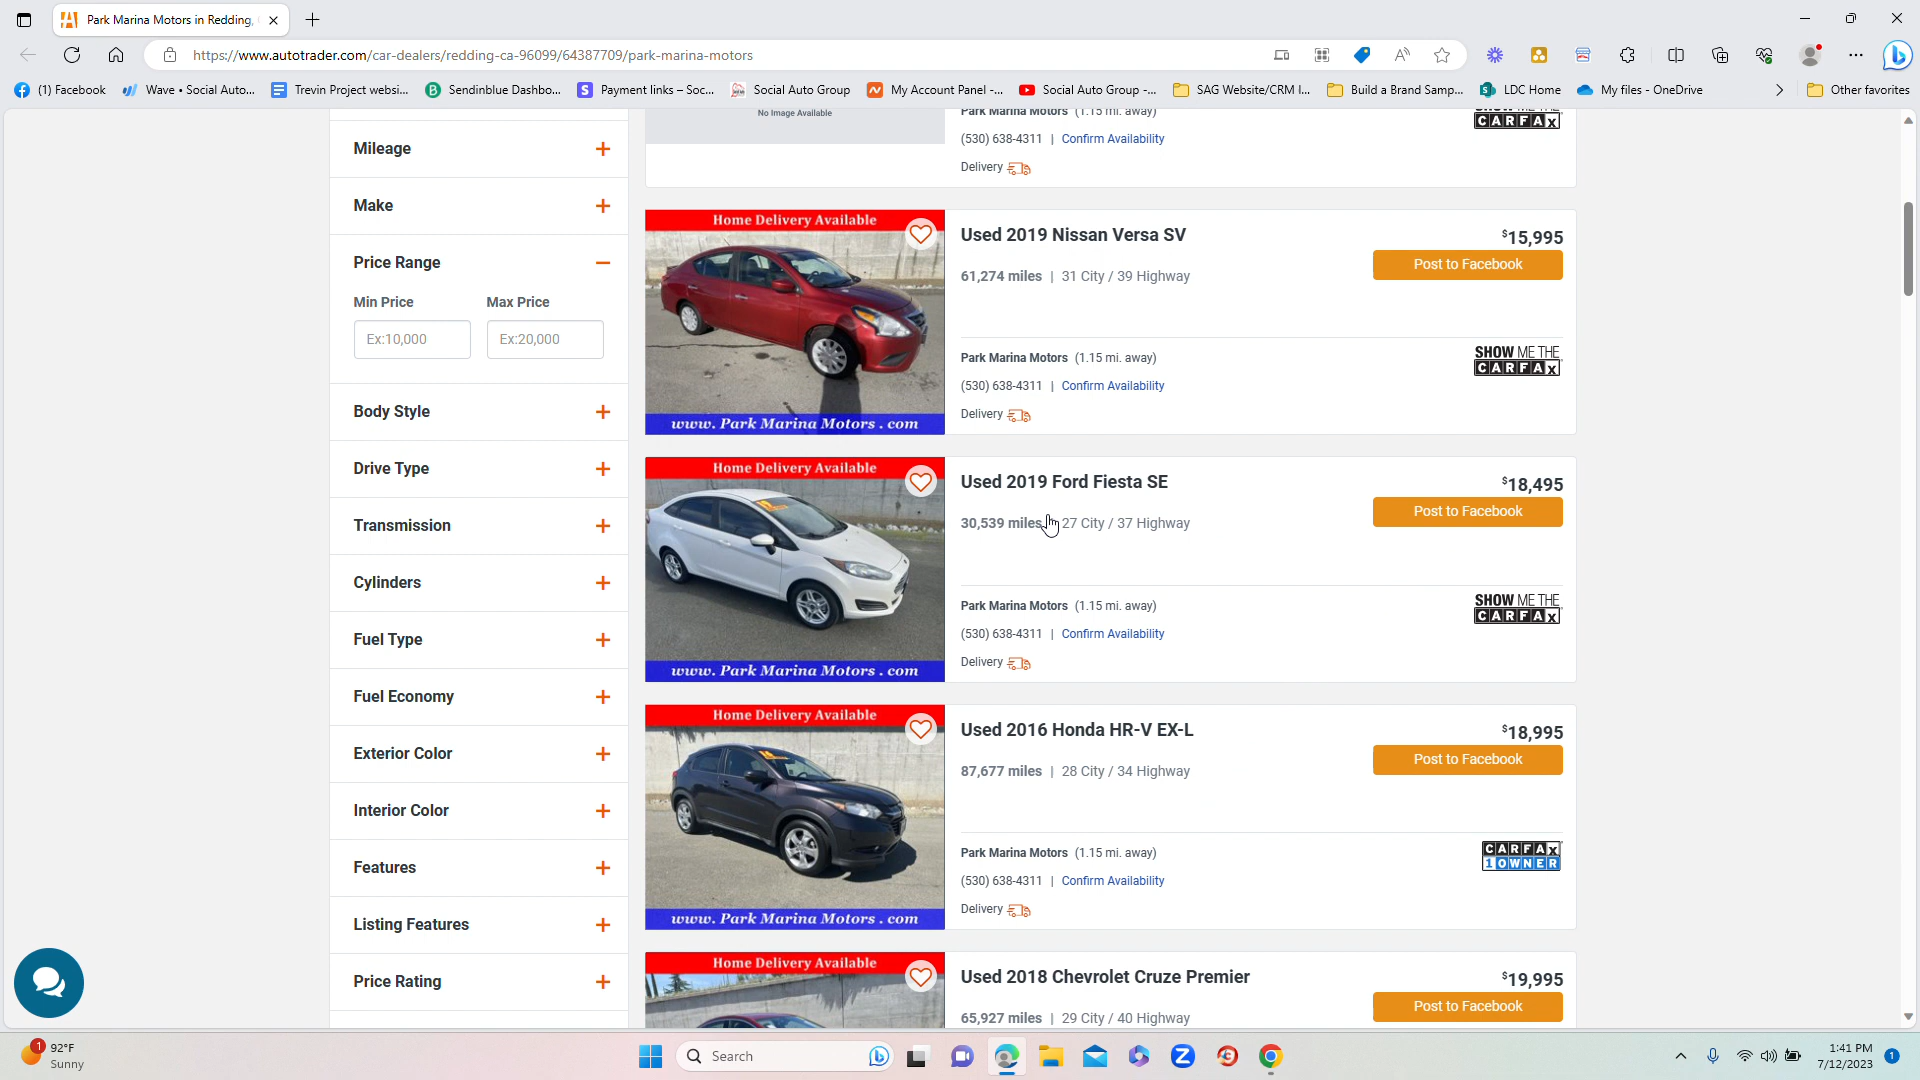 Park Marina Motors in Redding,
https://www.autotrader.com/car-dealers/redding-ca-96099/64387709/park-marina-motors
(1) Facebook
Wave • Social Auto...
Trevin Project websi...
Sendinblue Dashbo...
Payment links – Soc...
Social Auto Group
My Account Panel -...
Social Auto Group -...
SAG Website/CRM I...
Build a Brand Samp...
LDC Home
My files - OneDrive
Other favorites
Mileage
Make
Price Range
Min Price Max Price
Ex:10,000 Ex:20,000
Body Style
Drive Type
Transmission
Cylinders
Fuel Type
Fuel Economy
Exterior Color
Interior Color
Features
Listing Features
Price Rating
No Image Available
Park Marina Motors (1.15 mi. away)
SHOW ME THE
CARFAX
(530) 638-4311 | Confirm Availability
Delivery
Home Delivery Available
www. Park Marina Motors . com
Used 2019 Nissan Versa SV
$15,995
Post to Facebook
61,274 miles | 31 City / 39 Highway
Park Marina Motors (1.15 mi. away)
SHOW ME THE
CARFAX
(530) 638-4311 | Confirm Availability
Delivery
Home Delivery Available
www. Park Marina Motors . com
Used 2019 Ford Fiesta SE
$18,495
Post to Facebook
30,539 miles 27 City / 37 Highway
Park Marina Motors (1.15 mi. away)
SHOW ME THE
CARFAX
(530) 638-4311 | Confirm Availability
Delivery
Home Delivery Available
www. Park Marina Motors . com
Used 2016 Honda HR-V EX-L
$18,995
Post to Facebook
87,677 miles | 28 City / 34 Highway
Park Marina Motors (1.15 mi. away)
CARFAX
1 OWNER
(530) 638-4311 | Confirm Availability
Delivery
Home Delivery Available
Used 2018 Chevrolet Cruze Premier
$19,995
Post to Facebook
65,927 miles | 29 City / 40 Highway
1
92°F
Sunny
Search
1:41 PM
7/12/2023
1